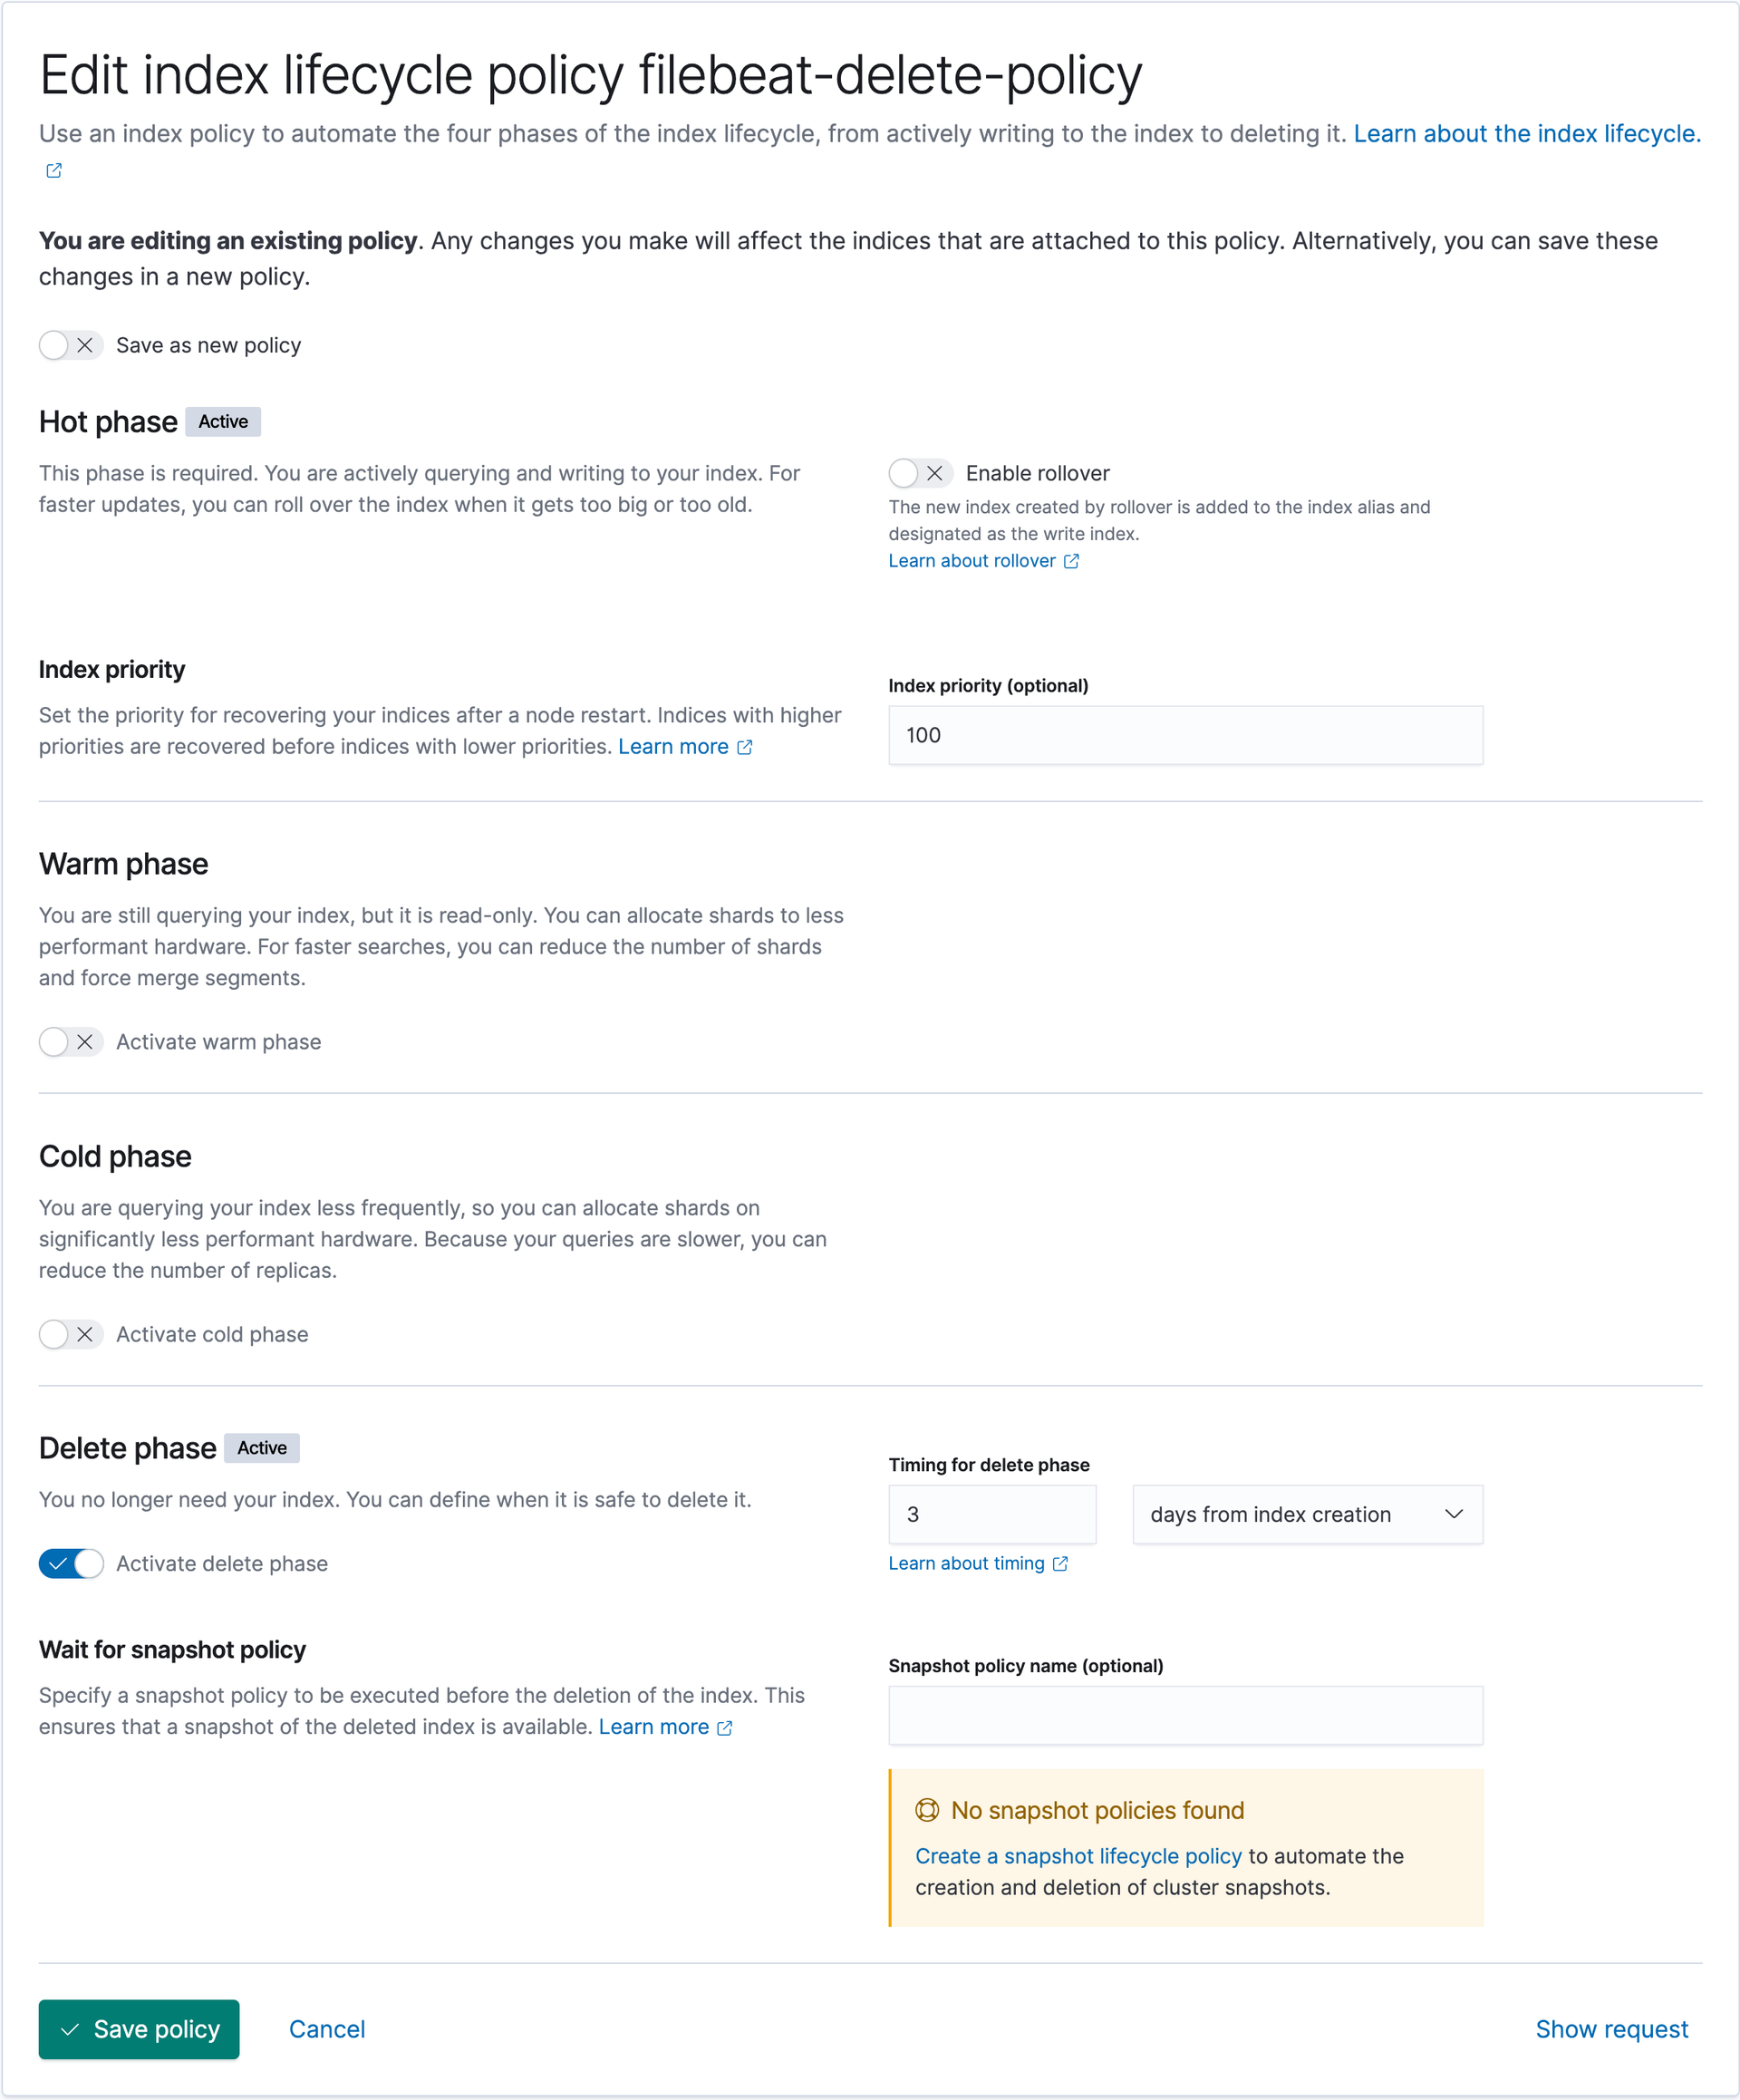 Edit index lifecycle policy filebeat-delete-policy
Use an index policy to automate the four phases of the index lifecycle, from actively writing to the index to deleting it. Learn about the index lifecycle.
You are editing an existing policy. Any changes you make will affect the indices that are attached to this policy. Alternatively, you can save these
changes in a new policy.
Save as new policy
Hot phase Active
This phase is required. You are actively querying and writing to your index. For
faster updates, you can roll over the index when it gets too big or too old.
Enable rollover
The new index created by rollover is added to the index alias and
designated as the write index.
Learn about rollover
Index priority
Set the priority for recovering your indices after a node restart. Indices with higher
priorities are recovered before indices with lower priorities. Learn more
Index priority (optional)
100
Warm phase
You are still querying your index, but it is read-only. You can allocate shards to less
performant hardware. For faster searches, you can reduce the number of shards
and force merge segments.
Activate warm phase
Cold phase
You are querying your index less frequently, so you can allocate shards on
significantly less performant hardware. Because your queries are slower, you can
reduce the number of replicas.
Activate cold phase
Delete phase Active
You no longer need your index. You can define when it is safe to delete it.
Activate delete phase
Timing for delete phase
3
days from index creation
Learn about timing
Wait for snapshot policy
Specify a snapshot policy to be executed before the deletion of the index. This
ensures that a snapshot of the deleted index is available. Learn more
Snapshot policy name (optional)
No snapshot policies found
Create a snapshot lifecycle policy to automate the
creation and deletion of cluster snapshots.
Save policy
Cancel
Show request